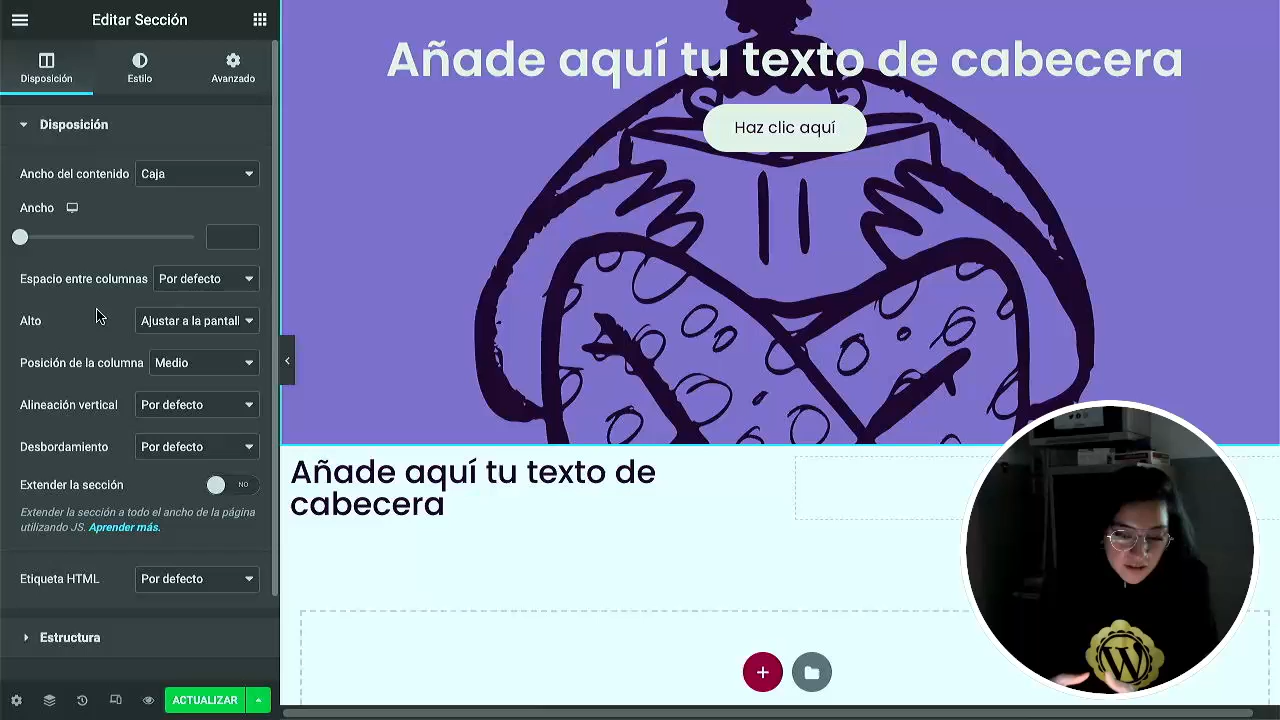 Editar Sección
Disposición
Estilo
Avanzado
Disposición
Ancho del contenido Caja
Ancho
Espacio entre columnas Por defecto
Alto Ajustar a la pantall
Posición de la columna Medio
Alineación vertical Por defecto
Desbordamiento Por defecto
Extender la sección NO
Extender la sección a todo el ancho de la página
utilizando JS. Aprender más.
Etiqueta HTML Por defecto
Estructura
ACTUALIZAR
Añade aquí tu texto de cabecera
Haz clic aquí
Añade aquí tu texto de
cabecera
W